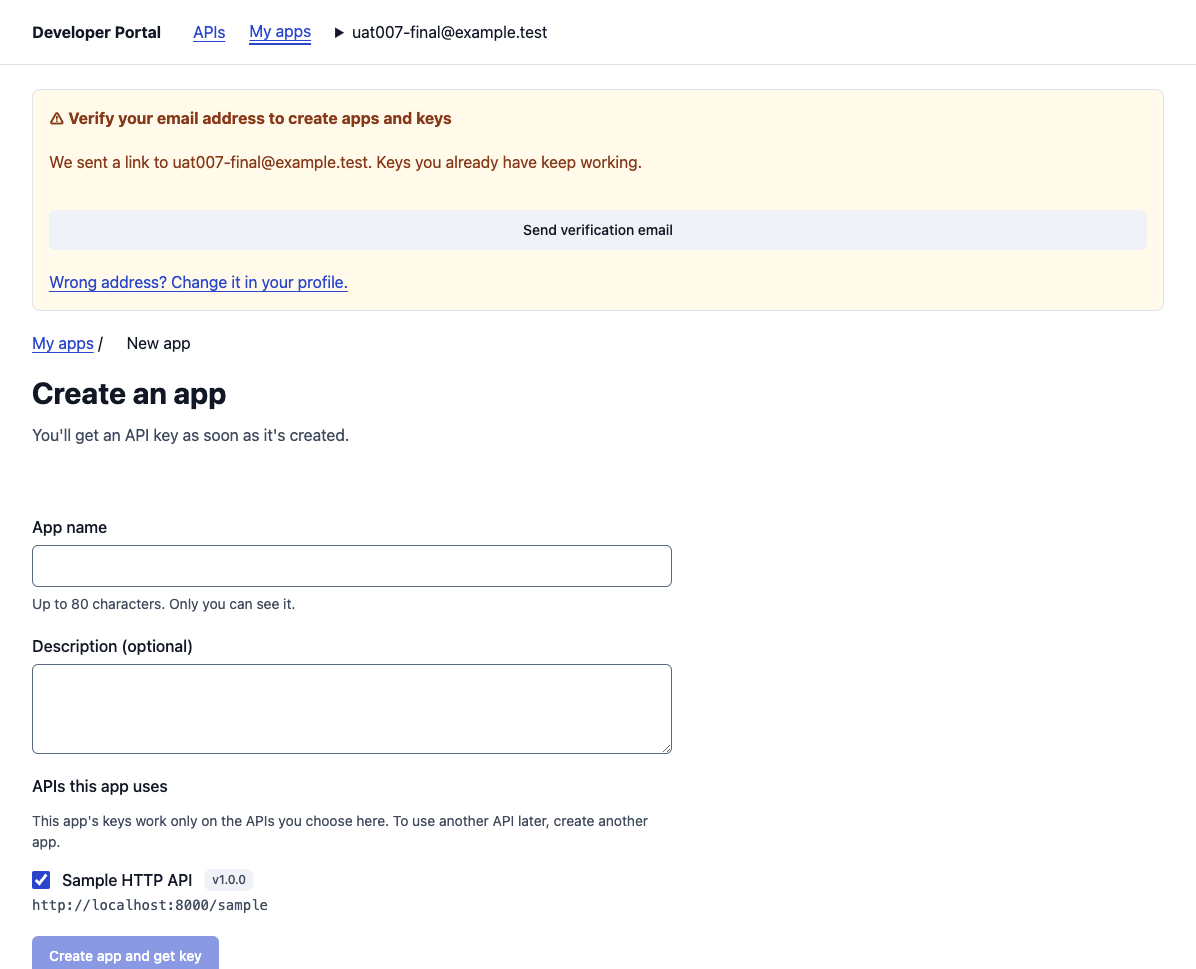 Developer Portal APIs My apps ▶ uat007-final@example.test
⚠ Verify your email address to create apps and keys
We sent a link to uat007-final@example.test. Keys you already have keep working.
Send verification email
Wrong address? Change it in your profile.
My apps / New app
Create an app
You'll get an API key as soon as it's created.
App name
Up to 80 characters. Only you can see it.
Description (optional)
APIs this app uses
This app's keys work only on the APIs you choose here. To use another API later, create another
app.
Sample HTTP API v1.0.0
http://localhost:8000/sample
Create app and get key